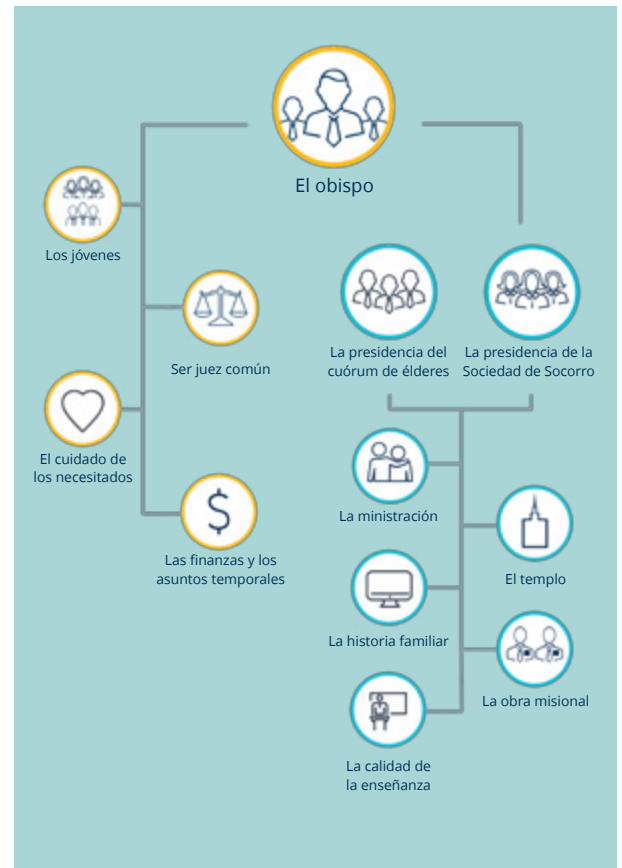 El obispo
Los jóvenes
Ser juez común
El cuidado de
los necesitados
$
Las finanzas y los
asuntos temporales
La presidencia del
cuórum de élderes
La presidencia de la
Sociedad de Socorro
La ministración
El templo
La historia familiar
La obra misional
La calidad de
la enseñanza